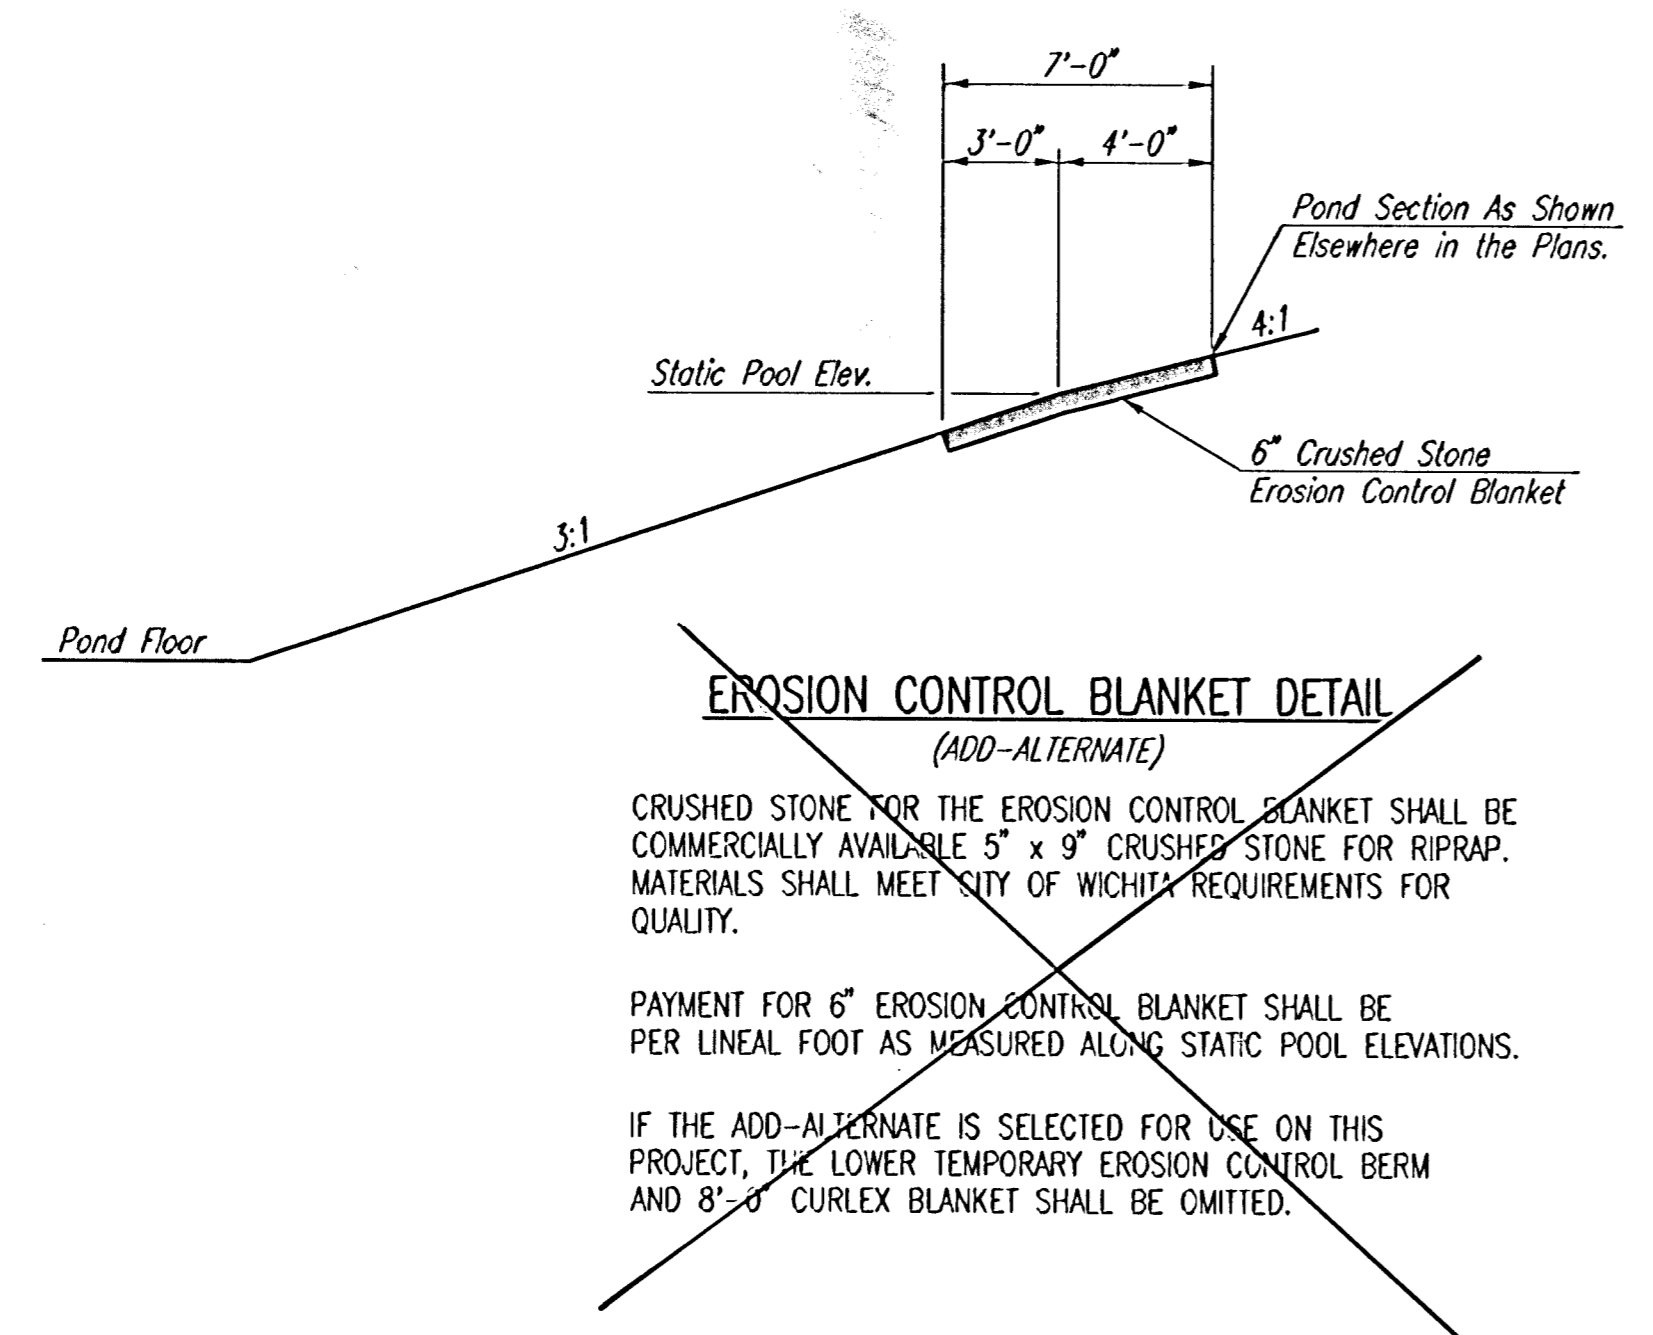 7'-0"
3'-0" 4'-0"
Pond Section As Shown
Elsewhere in the Plans.
4:1
Static Pool Elev.
6" Crushed Stone
Erosion Control Blanket
3:1
Pond Floor
EROSION CONTROL BLANKET DETAIL
(ADD-ALTERNATE)
CRUSHED STONE FOR THE EROSION CONTROL BLANKET SHALL BE
COMMERCIALLY AVAILABLE 5" x 9" CRUSHED STONE FOR RIPRAP.
MATERIALS SHALL MEET CITY OF WICHITA REQUIREMENTS FOR
QUALITY.
PAYMENT FOR 6" EROSION CONTROL BLANKET SHALL BE
PER LINEAL FOOT AS MEASURED ALONG STATIC POOL ELEVATIONS.
IF THE ADD-ALTERNATE IS SELECTED FOR USE ON THIS
PROJECT, THE LOWER TEMPORARY EROSION CONTROL BERM
AND 8'-0" CURLEX BLANKET SHALL BE OMITTED.